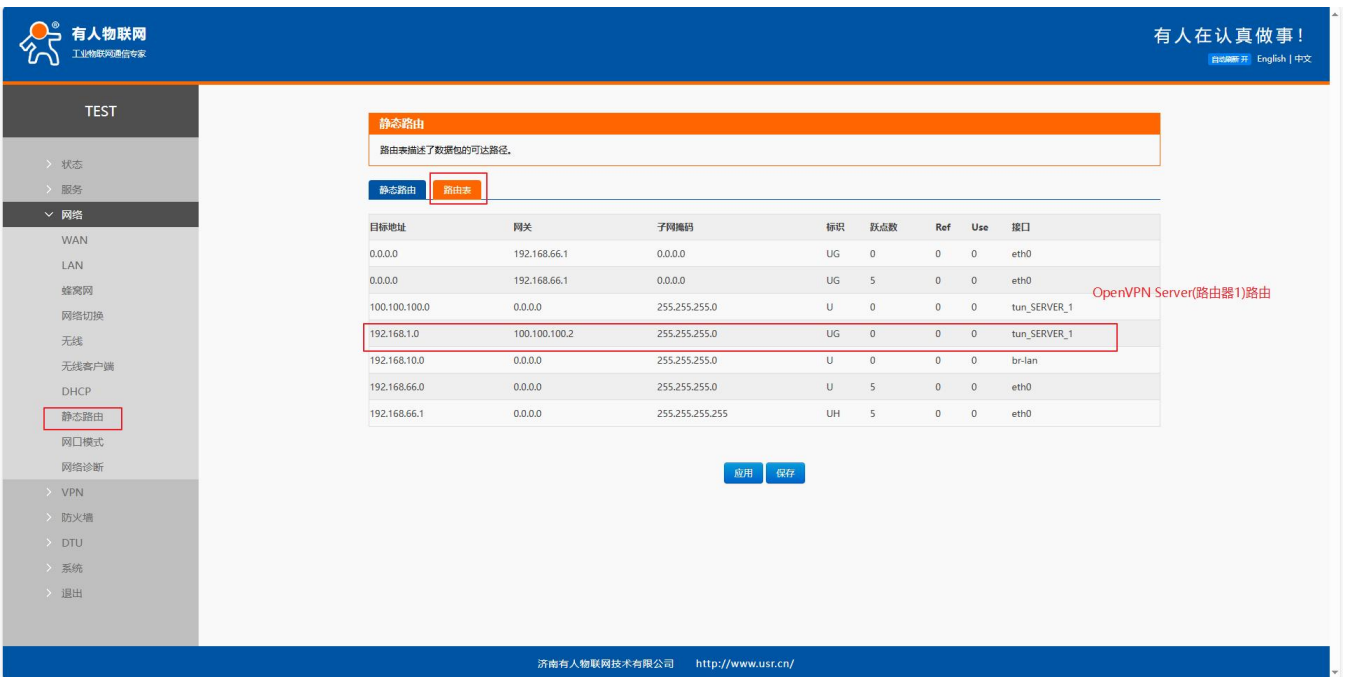 有人物联网
工业物联网通信专家
有人在认真做事！
自动刷新 开 English | 中文
TEST
状态
服务
网络
WAN
LAN
蜂窝网
网络切换
无线
无线客户端
DHCP
静态路由
网口模式
网络诊断
VPN
防火墙
DTU
系统
退出
静态路由
路由表描述了数据包的可达路径。
静态路由 路由表
目标地址 网关 子网掩码 标识 跃点数 Ref Use 接口
0.0.0.0 192.168.66.1 0.0.0.0 UG 0 0 0 eth0
0.0.0.0 192.168.66.1 0.0.0.0 UG 5 0 0 eth0
OpenVPN Server(路由器1)路由
100.100.100.0 0.0.0.0 255.255.255.0 U 0 0 0 tun_SERVER_1
192.168.1.0 100.100.100.2 255.255.255.0 UG 0 0 0 tun_SERVER_1
192.168.10.0 0.0.0.0 255.255.255.0 U 0 0 0 br-lan
192.168.66.0 0.0.0.0 255.255.255.0 U 5 0 0 eth0
192.168.66.1 0.0.0.0 255.255.255.255 UH 5 0 0 eth0
应用 保存
济南有人物联网技术有限公司 http://www.usr.cn/